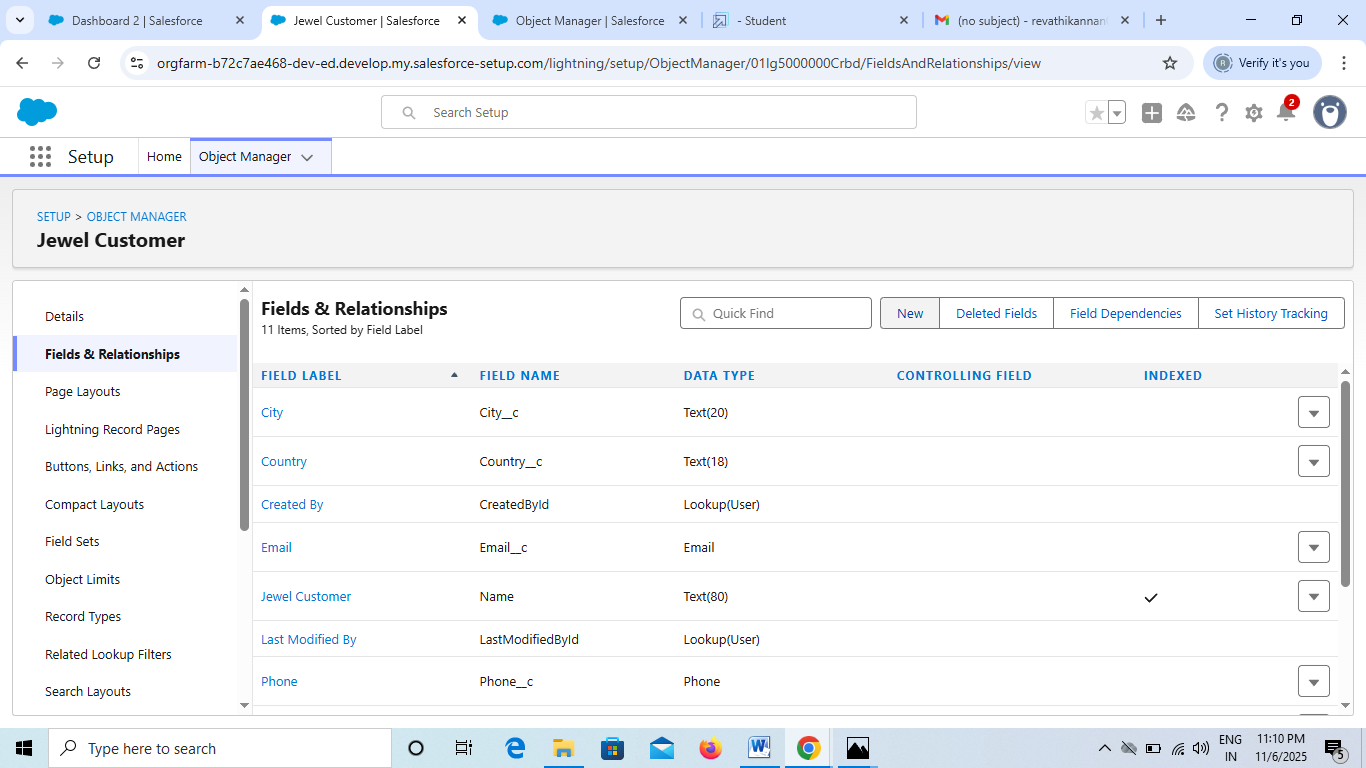 Dashboard 2 | Salesforce
Jewel Customer | Salesforce
Object Manager | Salesforce
- Student
(no subject) - revathikannan
orgfarm-b72c7ae468-dev-ed.develop.my.salesforce-setup.com/lightning/setup/ObjectManager/01Ig5000000Crbd/FieldsAndRelationships/view
R
Verify it's you
Search Setup
2
Setup
Home
Object Manager
SETUP > OBJECT MANAGER
Jewel Customer
Details
Fields & Relationships
Page Layouts
Lightning Record Pages
Buttons, Links, and Actions
Compact Layouts
Field Sets
Object Limits
Record Types
Related Lookup Filters
Search Layouts
Fields & Relationships
11 Items, Sorted by Field Label
Quick Find
New
Deleted Fields
Field Dependencies
Set History Tracking
FIELD LABEL FIELD NAME DATA TYPE CONTROLLING FIELD INDEXED
City City__c Text(20)
Country Country__c Text(18)
Created By CreatedById Lookup(User)
Email Email__c Email
Jewel Customer Name Text(80)
Last Modified By LastModifiedById Lookup(User)
Phone Phone__c Phone
Type here to search
ENG
IN
11:10 PM
11/6/2025
5